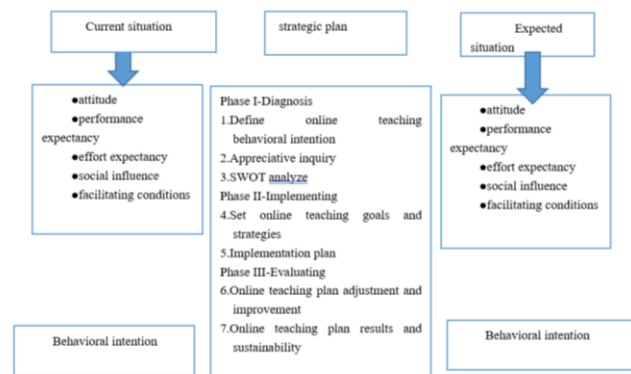 Current situation
strategic plan
Expected
situation
●attitude
●performance
expectancy
●effort expectancy
●social influence
●facilitating conditions
Phase I-Diagnosis
1.Define online teaching
behavioral intention
2.Appreciative inquiry
3.SWOT analyze
Phase II-Implementing
4.Set online teaching goals and
strategies
5.Implementation plan
Phase III-Evaluating
6.Online teaching plan adjustment and
improvement
7.Online teaching plan results and
sustainability
●attitude
●performance
expectancy
●effort expectancy
●social influence
●facilitating conditions
Behavioral intention
Behavioral intention